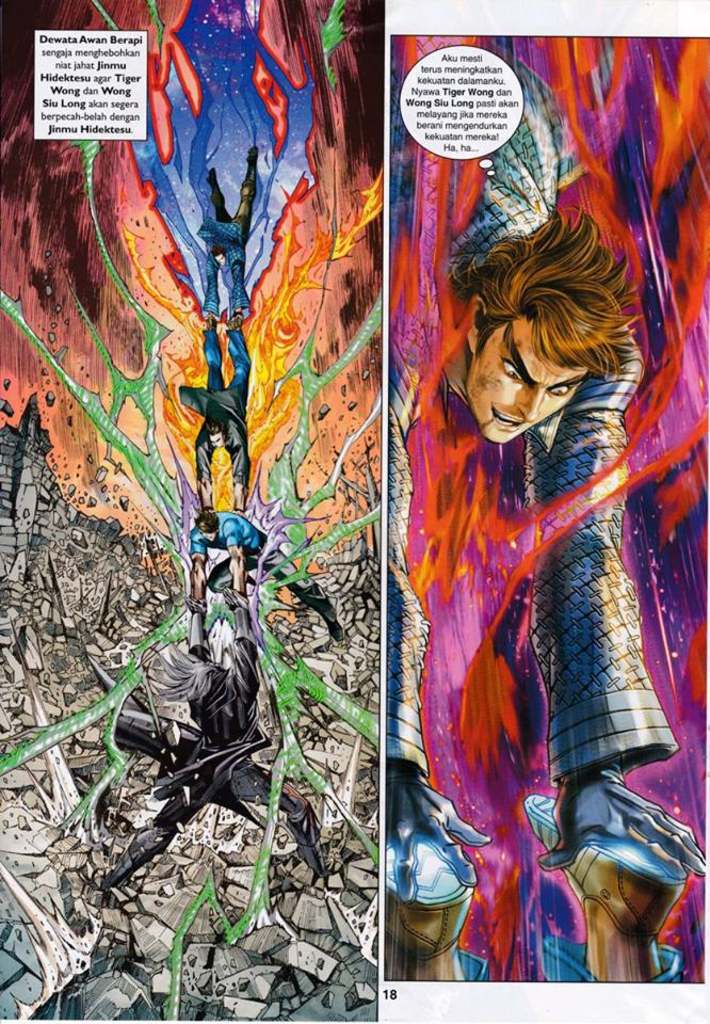 Dewata Awan Berapi
sengaja menghebohkan
niat jahat Jinmu
Hidektesu agar Tiger
Wong dan Wong
Siu Long akan segera
berpecah-belah dengan
Jinmu Hidektesu.
Aku mesti
terus meningkatkan
kekuatan dalamanku.
Nyawa Tiger Wong dan
Wong Siu Long pasti akan
melayang jika mereka
berani mengendurkan
kekuatan mereka!
Ha, ha...
18